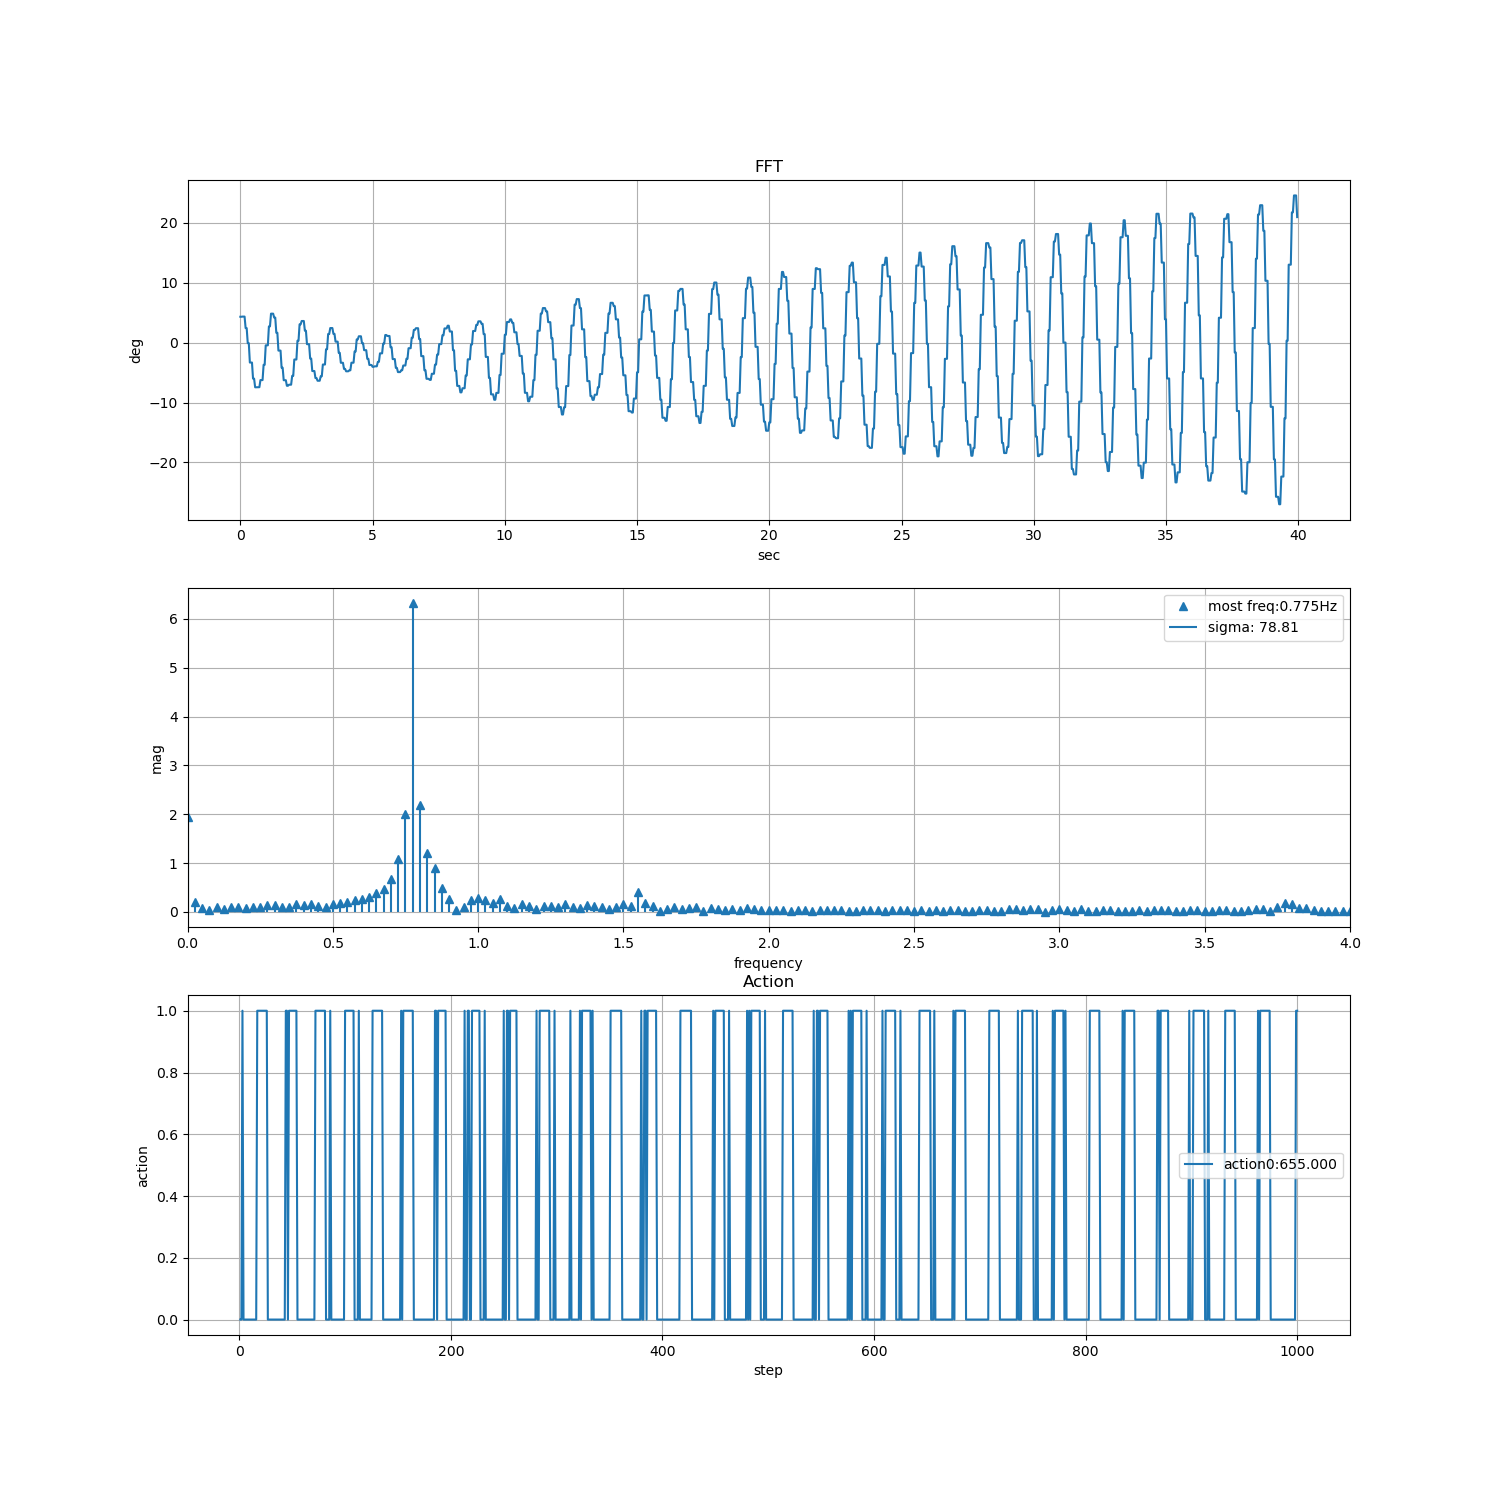 FFT
20
10
0
−10
−20
deg
0 5 10 15 20 25 30 35 40
sec
6
5
4
3
2
1
0
mag
most freq:0.775Hz
sigma: 78.81
0.0 0.5 1.0 1.5 2.0 2.5 3.0 3.5 4.0
frequency
Action
1.0
0.8
0.6
0.4
0.2
0.0
action
action0:655.000
0 200 400 600 800 1000
step